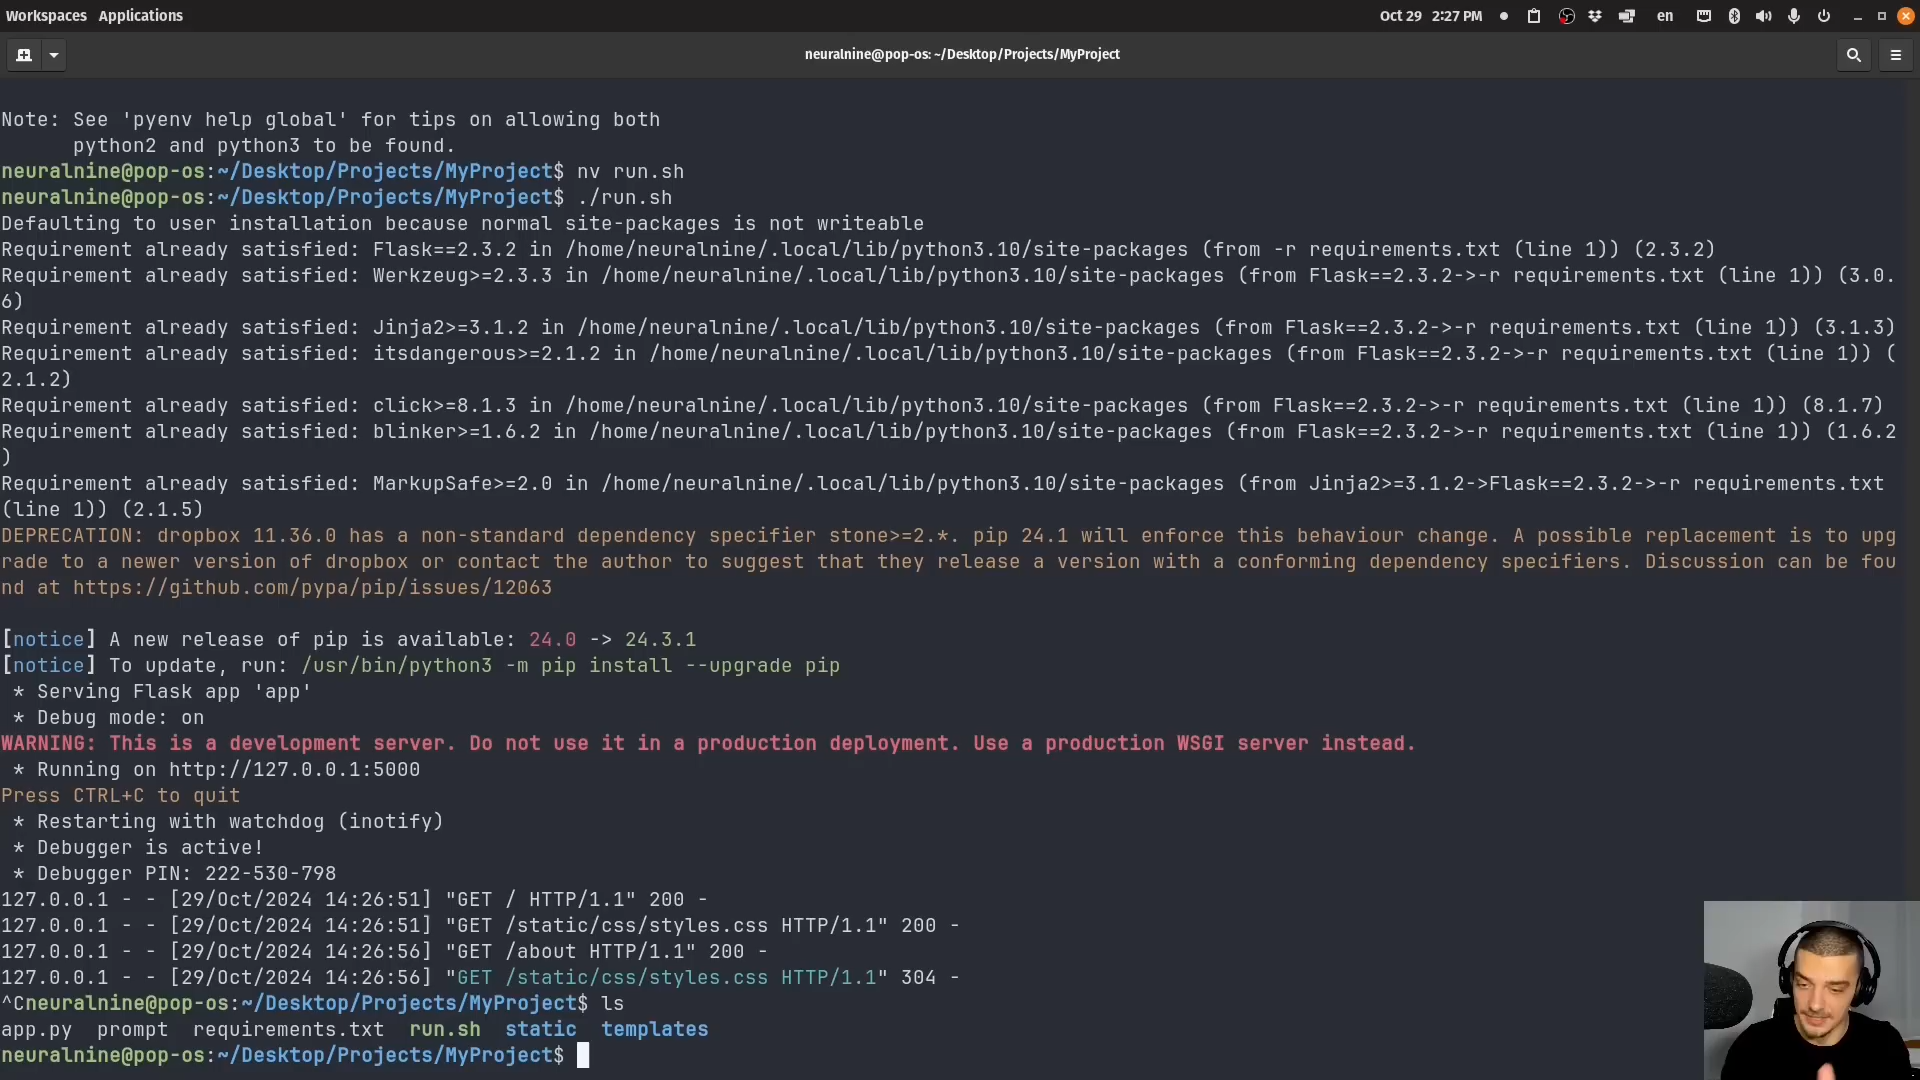 Workspaces Applications
Oct 29 2:27 PM
en
neuralnine@pop-os: ~/Desktop/Projects/MyProject
Note: See 'pyenv help global' for tips on allowing both
python2 and python3 to be found.
neuralnine@pop-os:~/Desktop/Projects/MyProject$ nv run.sh
neuralnine@pop-os:~/Desktop/Projects/MyProject$ ./run.sh
Defaulting to user installation because normal site-packages is not writeable
Requirement already satisfied: Flask==2.3.2 in /home/neuralnine/.local/lib/python3.10/site-packages (from -r requirements.txt (line 1)) (2.3.2)
Requirement already satisfied: Werkzeug>=2.3.3 in /home/neuralnine/.local/lib/python3.10/site-packages (from Flask==2.3.2->-r requirements.txt (line 1)) (3.0.
6)
Requirement already satisfied: Jinja2>=3.1.2 in /home/neuralnine/.local/lib/python3.10/site-packages (from Flask==2.3.2->-r requirements.txt (line 1)) (3.1.3)
Requirement already satisfied: itsdangerous>=2.1.2 in /home/neuralnine/.local/lib/python3.10/site-packages (from Flask==2.3.2->-r requirements.txt (line 1)) (
2.1.2)
Requirement already satisfied: click>=8.1.3 in /home/neuralnine/.local/lib/python3.10/site-packages (from Flask==2.3.2->-r requirements.txt (line 1)) (8.1.7)
Requirement already satisfied: blinker>=1.6.2 in /home/neuralnine/.local/lib/python3.10/site-packages (from Flask==2.3.2->-r requirements.txt (line 1)) (1.6.2
)
Requirement already satisfied: MarkupSafe>=2.0 in /home/neuralnine/.local/lib/python3.10/site-packages (from Jinja2>=3.1.2->Flask==2.3.2->-r requirements.txt
(line 1)) (2.1.5)
DEPRECATION: dropbox 11.36.0 has a non-standard dependency specifier stone>=2.*. pip 24.1 will enforce this behaviour change. A possible replacement is to upg
rade to a newer version of dropbox or contact the author to suggest that they release a version with a conforming dependency specifiers. Discussion can be fou
nd at https://github.com/pypa/pip/issues/12063
[notice] A new release of pip is available: 24.0 -> 24.3.1
[notice] To update, run: /usr/bin/python3 -m pip install --upgrade pip
* Serving Flask app 'app'
* Debug mode: on
WARNING: This is a development server. Do not use it in a production deployment. Use a production WSGI server instead.
* Running on http://127.0.0.1:5000
Press CTRL+C to quit
* Restarting with watchdog (inotify)
* Debugger is active!
* Debugger PIN: 222-530-798
127.0.0.1 - - [29/Oct/2024 14:26:51] "GET / HTTP/1.1" 200 -
127.0.0.1 - - [29/Oct/2024 14:26:51] "GET /static/css/styles.css HTTP/1.1" 200 -
127.0.0.1 - - [29/Oct/2024 14:26:56] "GET /about HTTP/1.1" 200 -
127.0.0.1 - - [29/Oct/2024 14:26:56] "GET /static/css/styles.css HTTP/1.1" 304 -
^Cneuralnine@pop-os:~/Desktop/Projects/MyProject$ ls
app.py prompt requirements.txt run.sh static templates
neuralnine@pop-os:~/Desktop/Projects/MyProject$